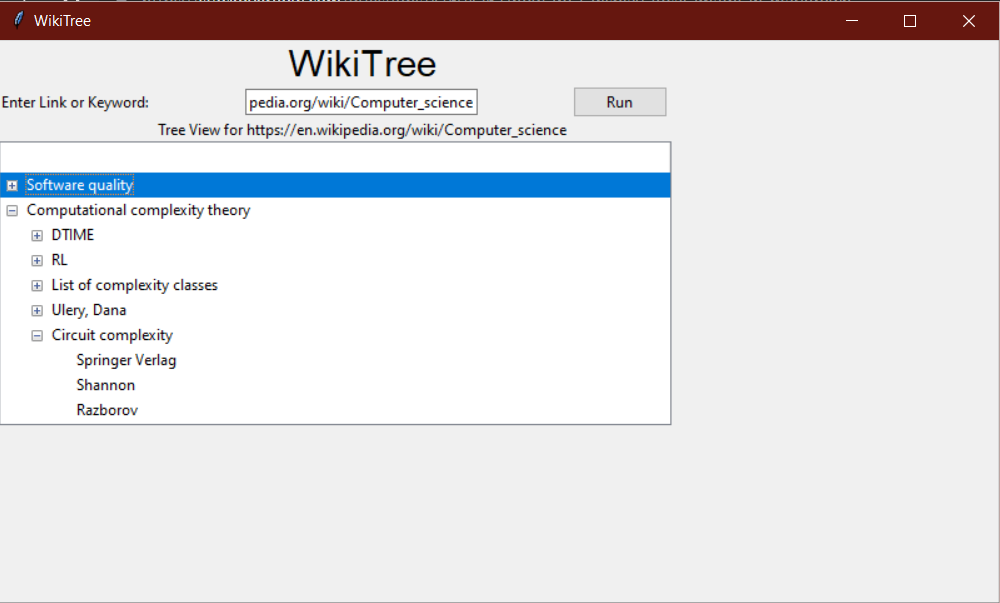 WikiTree
WikiTree
Enter Link or Keyword: pedia.org/wiki/Computer_science Run
Tree View for https://en.wikipedia.org/wiki/Computer_science
Software quality
Computational complexity theory
DTIME
RL
List of complexity classes
Ulery, Dana
Circuit complexity
Springer Verlag
Shannon
Razborov